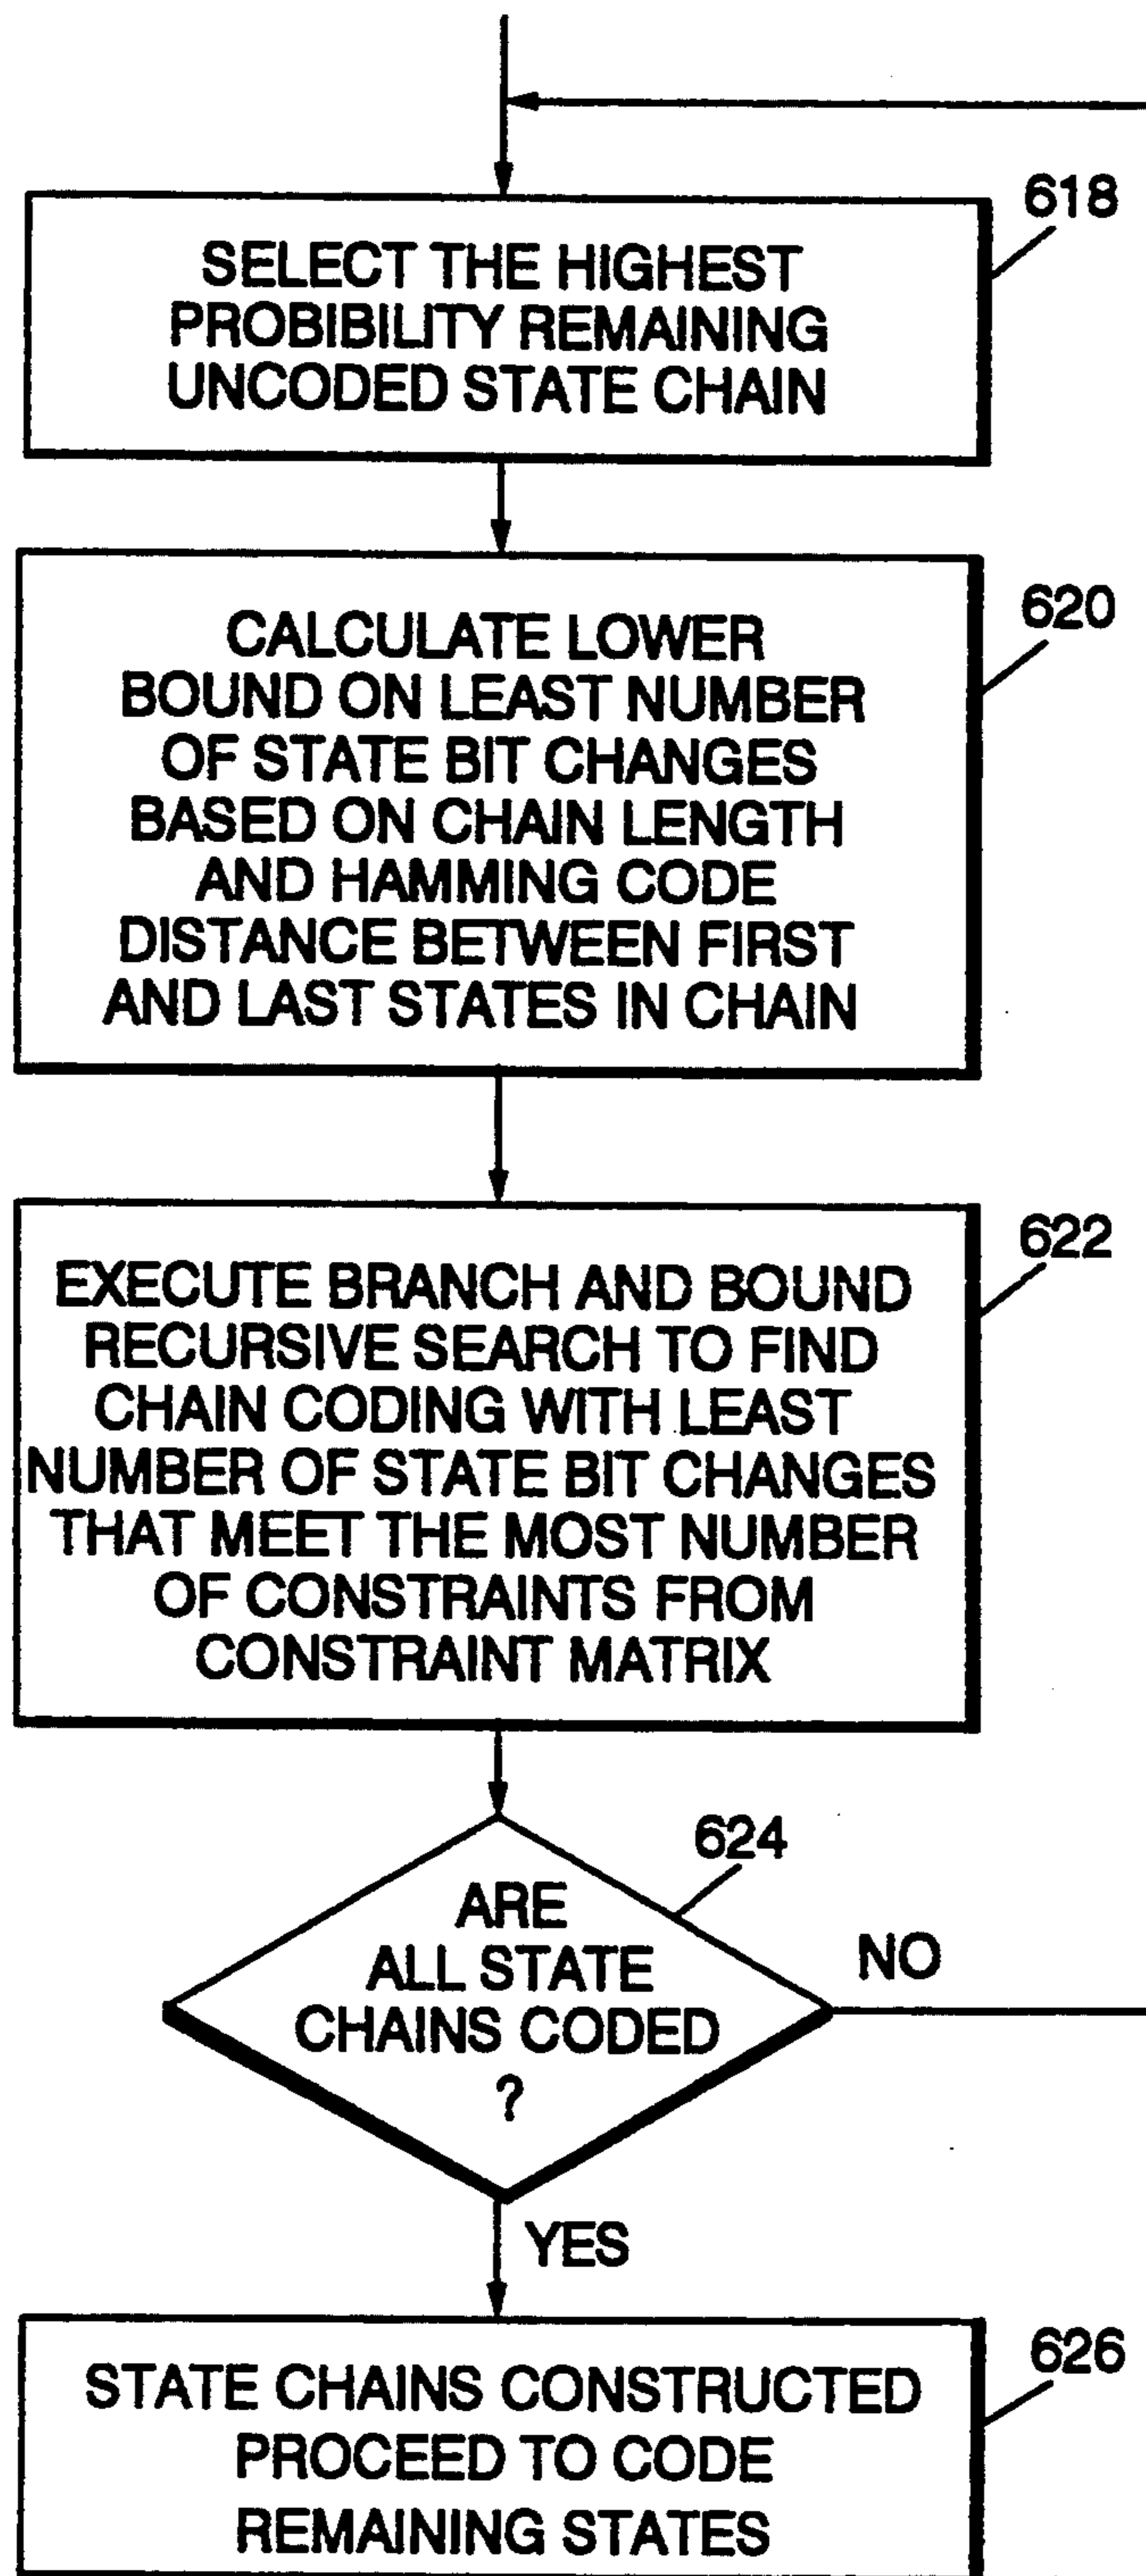 618
SELECT THE HIGHEST
PROBIBILITY REMAINING
UNCODED STATE CHAIN
620
CALCULATE LOWER
BOUND ON LEAST NUMBER
OF STATE BIT CHANGES
BASED ON CHAIN LENGTH
AND HAMMING CODE
DISTANCE BETWEEN FIRST
AND LAST STATES IN CHAIN
622
EXECUTE BRANCH AND BOUND
RECURSIVE SEARCH TO FIND
CHAIN CODING WITH LEAST
NUMBER OF STATE BIT CHANGES
THAT MEET THE MOST NUMBER
OF CONSTRAINTS FROM
CONSTRAINT MATRIX
624
ARE
ALL STATE
CHAINS CODED
?
NO
YES
626
STATE CHAINS CONSTRUCTED
PROCEED TO CODE
REMAINING STATES